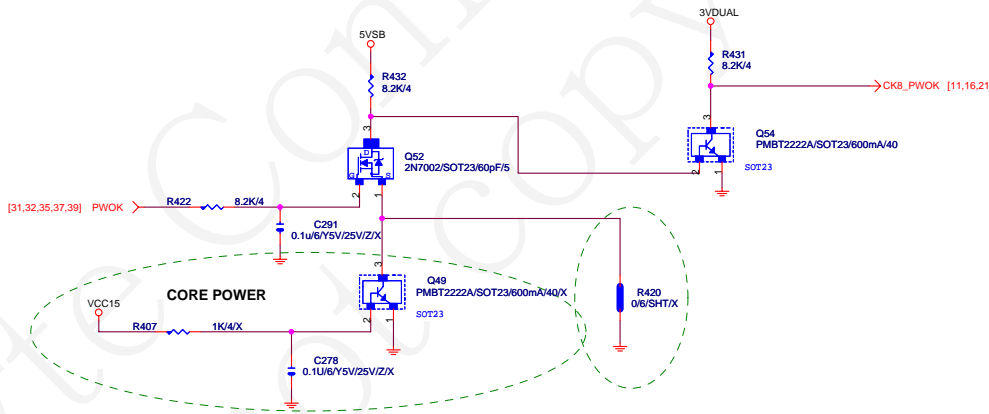 3VDUAL
5VSB
R431
8.2K/4
R432
8.2K/4
CK8_PWOK [11,16,21
3
3
Q54
PMBT2222A/SOT23/600mA/40
D
Q52
2N7002/SOT23/60pF/5
SOT23
G
S
2
1
2
1
[31,32,35,37,39] PWOK
R422
8.2K/4
C291
0.1u/6/Y5V/25V/Z/X
3
Q49
PMBT2222A/SOT23/600mA/40/X
R420
0/6/SHT/X
CORE POWER
VCC15
SOT23
2
1
R407
1K/4/X
C278
0.1U/6/Y5V/25V/Z/X